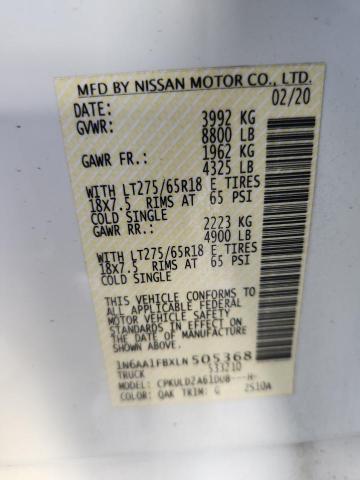 MFD BY NISSAN MOTOR CO., LTD.
DATE: 02/20
GVWR: 3992 KG
8800 LB
GAWR FR.: 1962 KG
4325 LB
WITH LT275/65R18 E TIRES
18X7.5 RIMS AT 65 PSI
COLD SINGLE
GAWR RR.: 2223 KG
4900 LB
WITH LT275/65R18 E TIRES
18X7.5 RIMS AT 65 PSI
COLD SINGLE
THIS VEHICLE CONFORMS
TO ALL APPLICABLE FEDERAL
MOTOR VEHICLE SAFETY
STANDARDS IN EFFECT ON
THE DATE OF MANUFACTURE
SHOWN ABOVE.
1N6AA1FBXLN505368
TRUCK 533210
MODEL: CPKULDZA61DUB---H-
COLOR: QAK TRIM: G 2510A